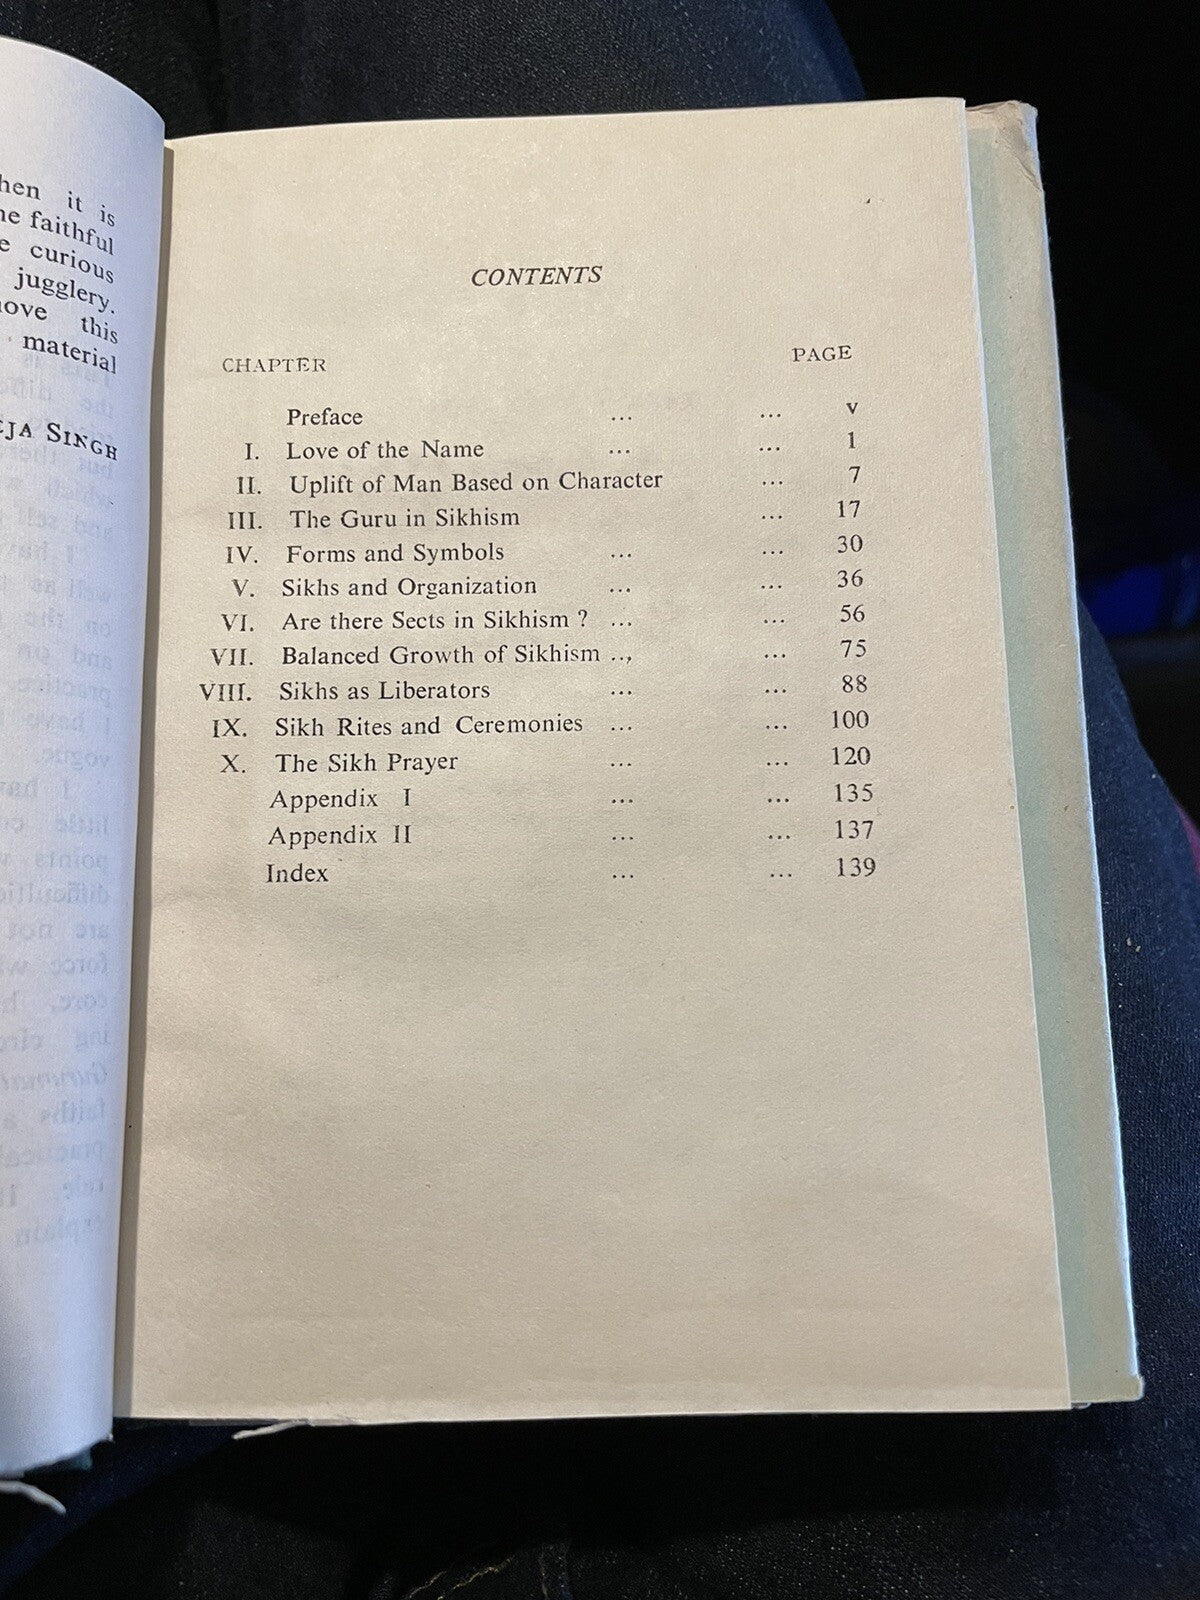 hen it is
he faithful
e curious
jugglery.
ove this
material
EJA SINGH
CONTENTS
CHAPTER PAGE
Preface ... ... v
I. Love of the Name ... ... 1
II. Uplift of Man Based on Character ... 7
III. The Guru in Sikhism ... 17
IV. Forms and Symbols ... ... 30
V. Sikhs and Organization ... ... 36
VI. Are there Sects in Sikhism ? ... ... 56
VII. Balanced Growth of Sikhism .., ... 75
VIII. Sikhs as Liberators ... ... 88
IX. Sikh Rites and Ceremonies ... ... 100
X. The Sikh Prayer ... ... 120
Appendix I ... ... 135
Appendix II ... ... 137
Index ... ... 139